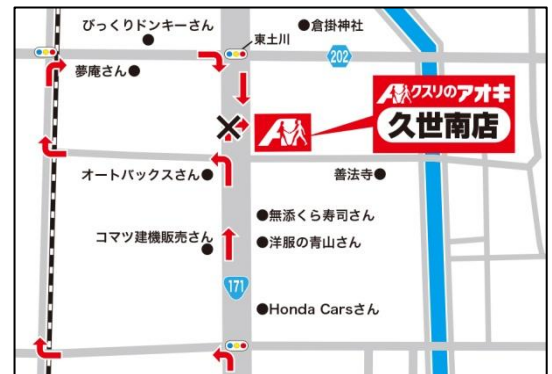 びっくりドンキーさん
倉掛神社
東土川
202
夢庵さん
クスリのアオキ
久世南店
オートバックスさん
善法寺
無添くら寿司さん
コマツ建機販売さん
洋服の青山さん
171
Honda Carsさん